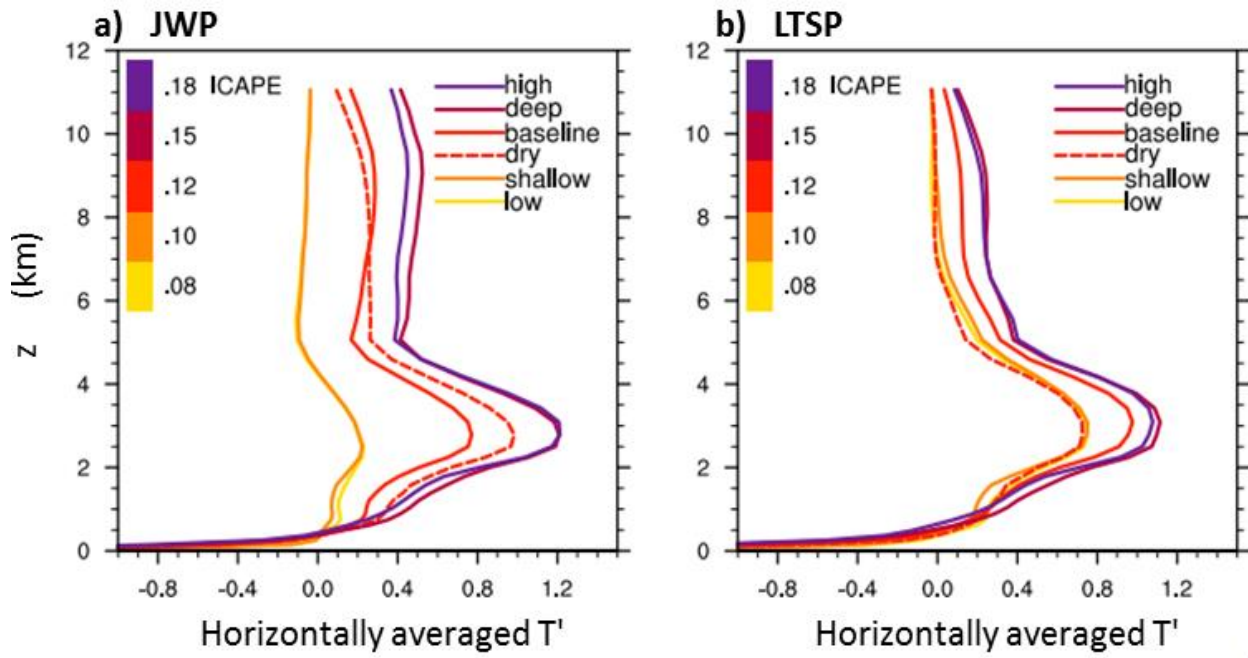 a) JWP
12
10
8
6
4
2
0
z (km)
.18 ICAPE
.15
.12
.10
.08
high
deep
baseline
dry
shallow
low
-0.8 -0.4 0.0 0.4 0.8 1.2
Horizontally averaged T'
b) LTSP
12
10
8
6
4
2
0
.18 ICAPE
.15
.12
.10
.08
high
deep
baseline
dry
shallow
low
-0.8 -0.4 0.0 0.4 0.8 1.2
Horizontally averaged T'